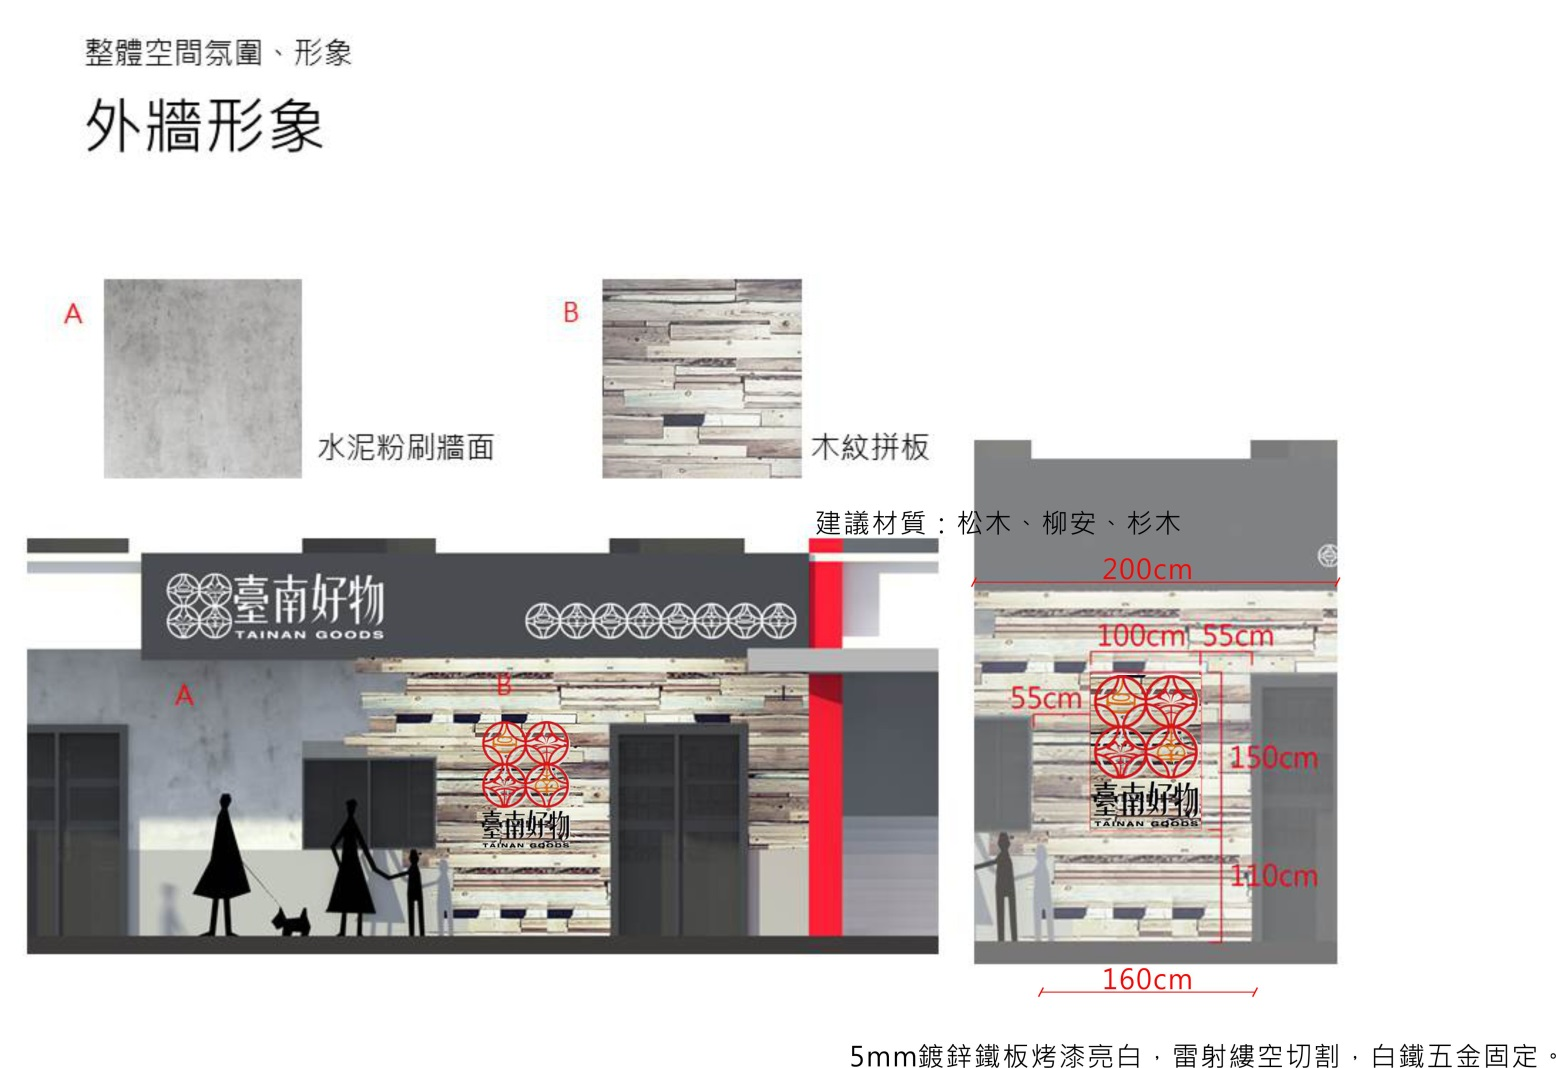 整體空間氛圍、形象
外牆形象
A
水泥粉刷牆面
B
木紋拼板
建議材質：松木、柳安、杉木
臺南好物
TAINAN GOODS
A
B
臺南好物
TAINAN GOODS
200cm
100cm
55cm
55cm
150cm
臺南好物
TAINAN GOODS
110cm
160cm
5mm鍍鋅鐵板烤漆亮白，雷射縷空切割，白鐵五金固定。